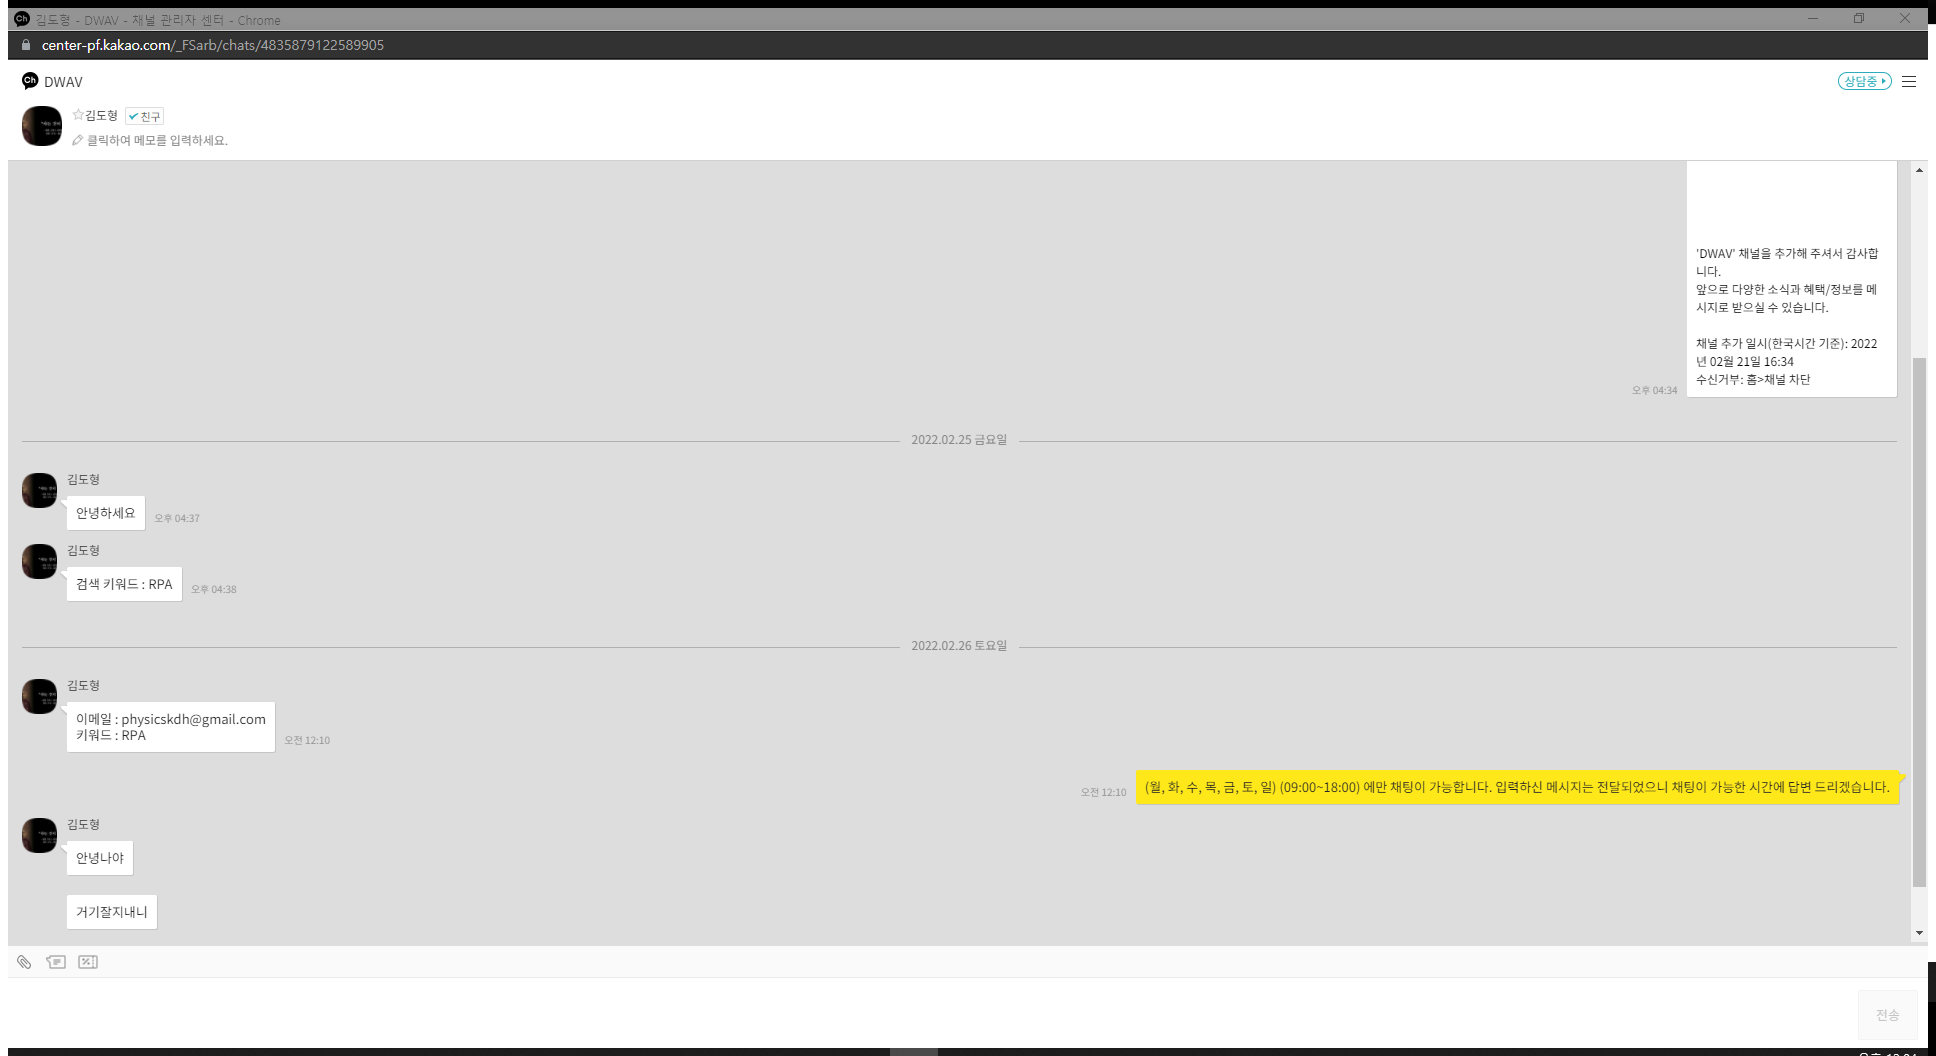 김도형 - DWAV - 채널 관리자 센터 - Chrome
center-pf.kakao.com/_FSarb/chats/4835879122589905
Ch DWAV
상담중
김도형 친구
클릭하여 메모를 입력하세요.
'DWAV' 채널을 추가해 주셔서 감사합
니다.
앞으로 다양한 소식과 혜택/정보를 메
시지로 받으실 수 있습니다.
채널 추가 일시(한국시간 기준): 2022
년 02월 21일 16:34
수신거부: 홈>채널 차단
오후 04:34
2022.02.25 금요일
김도형
안녕하세요
오후 04:37
김도형
검색 키워드 : RPA
오후 04:38
2022.02.26 토요일
김도형
이메일 : physicskdh@gmail.com
키워드 : RPA
오전 12:10
오전 12:10
(월, 화, 수, 목, 금, 토, 일) (09:00~18:00) 에만 채팅이 가능합니다. 입력하신 메시지는 전달되었으니 채팅이 가능한 시간에 답변 드리겠습니다.
김도형
안녕나야
거기잘지내니
전송